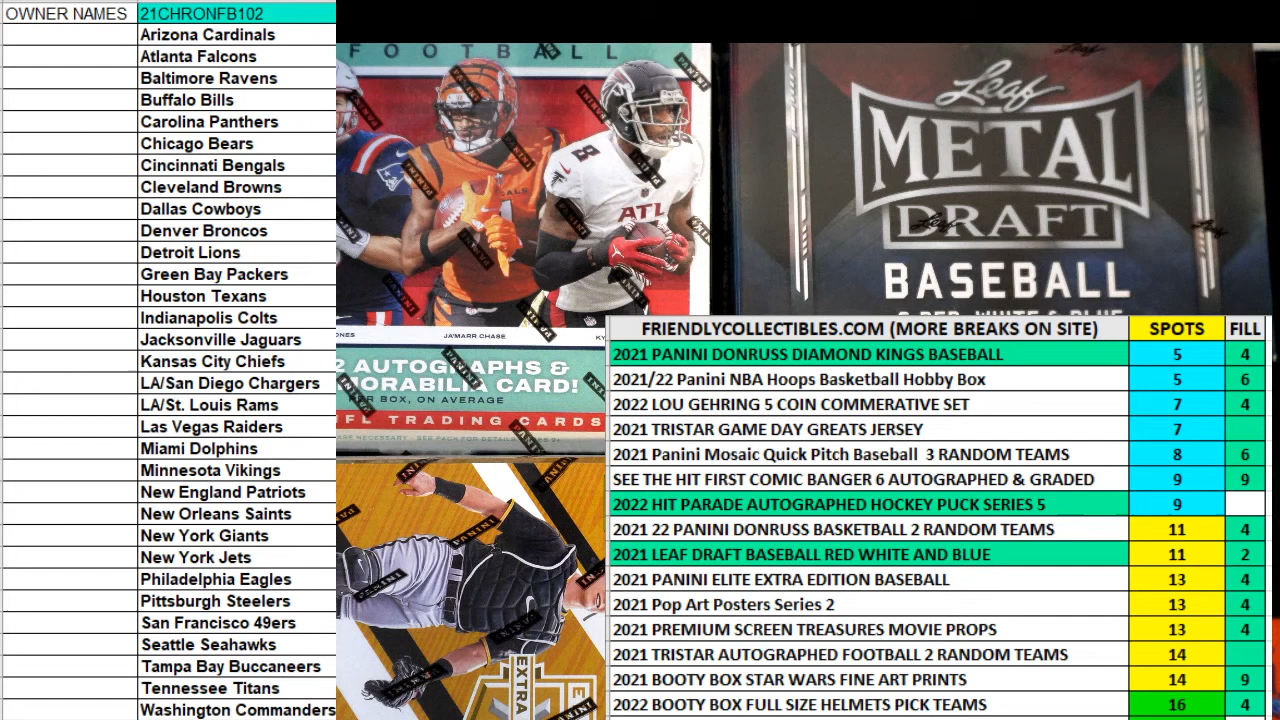 OWNER NAMES 21CHRONFB102
Arizona Cardinals
Atlanta Falcons
Baltimore Ravens
Buffalo Bills
Carolina Panthers
Chicago Bears
Cincinnati Bengals
Cleveland Browns
Dallas Cowboys
Denver Broncos
Detroit Lions
Green Bay Packers
Houston Texans
Indianapolis Colts
Jacksonville Jaguars
Kansas City Chiefs
LA/San Diego Chargers
LA/St. Louis Rams
Las Vegas Raiders
Miami Dolphins
Minnesota Vikings
New England Patriots
New Orleans Saints
New York Giants
New York Jets
Philadelphia Eagles
Pittsburgh Steelers
San Francisco 49ers
Seattle Seahawks
Tampa Bay Buccaneers
Tennessee Titans
Washington Commanders
FOOTBALL
8
ATL
JONES JA'MARR CHASE KY
2 AUTOGRAPHS &
MORABILIA CARD!
PER BOX, ON AVERAGE
NFL TRADING CARDS
EXTRA
Leaf
METAL
DRAFT
BASEBALL
FRIENDLYCOLLECTIBLES.COM (MORE BREAKS ON SITE) SPOTS FILL
2021 PANINI DONRUSS DIAMOND KINGS BASEBALL 5 4
2021/22 Panini NBA Hoops Basketball Hobby Box 5 6
2022 LOU GEHRING 5 COIN COMMERATIVE SET 7 4
2021 TRISTAR GAME DAY GREATS JERSEY 7
2021 Panini Mosaic Quick Pitch Baseball 3 RANDOM TEAMS 8 6
SEE THE HIT FIRST COMIC BANGER 6 AUTOGRAPHED & GRADED 9 9
2022 HIT PARADE AUTOGRAPHED HOCKEY PUCK SERIES 5 9
2021 22 PANINI DONRUSS BASKETBALL 2 RANDOM TEAMS 11 4
2021 LEAF DRAFT BASEBALL RED WHITE AND BLUE 11 2
2021 PANINI ELITE EXTRA EDITION BASEBALL 13 4
2021 Pop Art Posters Series 2 13 4
2021 PREMIUM SCREEN TREASURES MOVIE PROPS 13 4
2021 TRISTAR AUTOGRAPHED FOOTBALL 2 RANDOM TEAMS 14
2021 BOOTY BOX STAR WARS FINE ART PRINTS 14 9
2022 BOOTY BOX FULL SIZE HELMETS PICK TEAMS 16 4